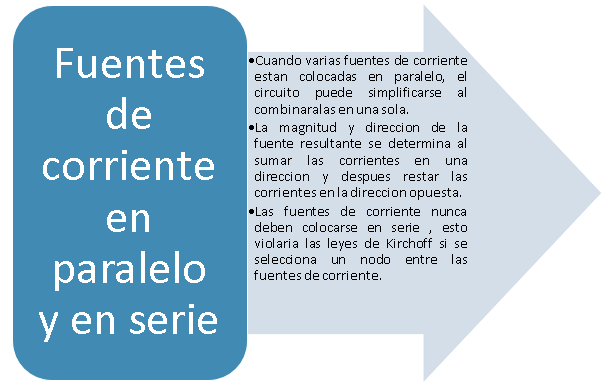 Fuentes
de
corriente
en
paralelo
y en serie
•Cuando varias fuentes de corriente
estan colocadas en paralelo, el
circuito puede simplificarse al
combinaralas en una sola.
•La magnitud y direccion de la
fuente resultante se determina al
sumar las corrientes en una
direccion y despues restar las
corrientes en la direccion opuesta.
•Las fuentes de corriente nunca
deben colocarse en serie , esto
violaria las leyes de Kirchoff si se
selecciona un nodo entre las
fuentes de corriente.